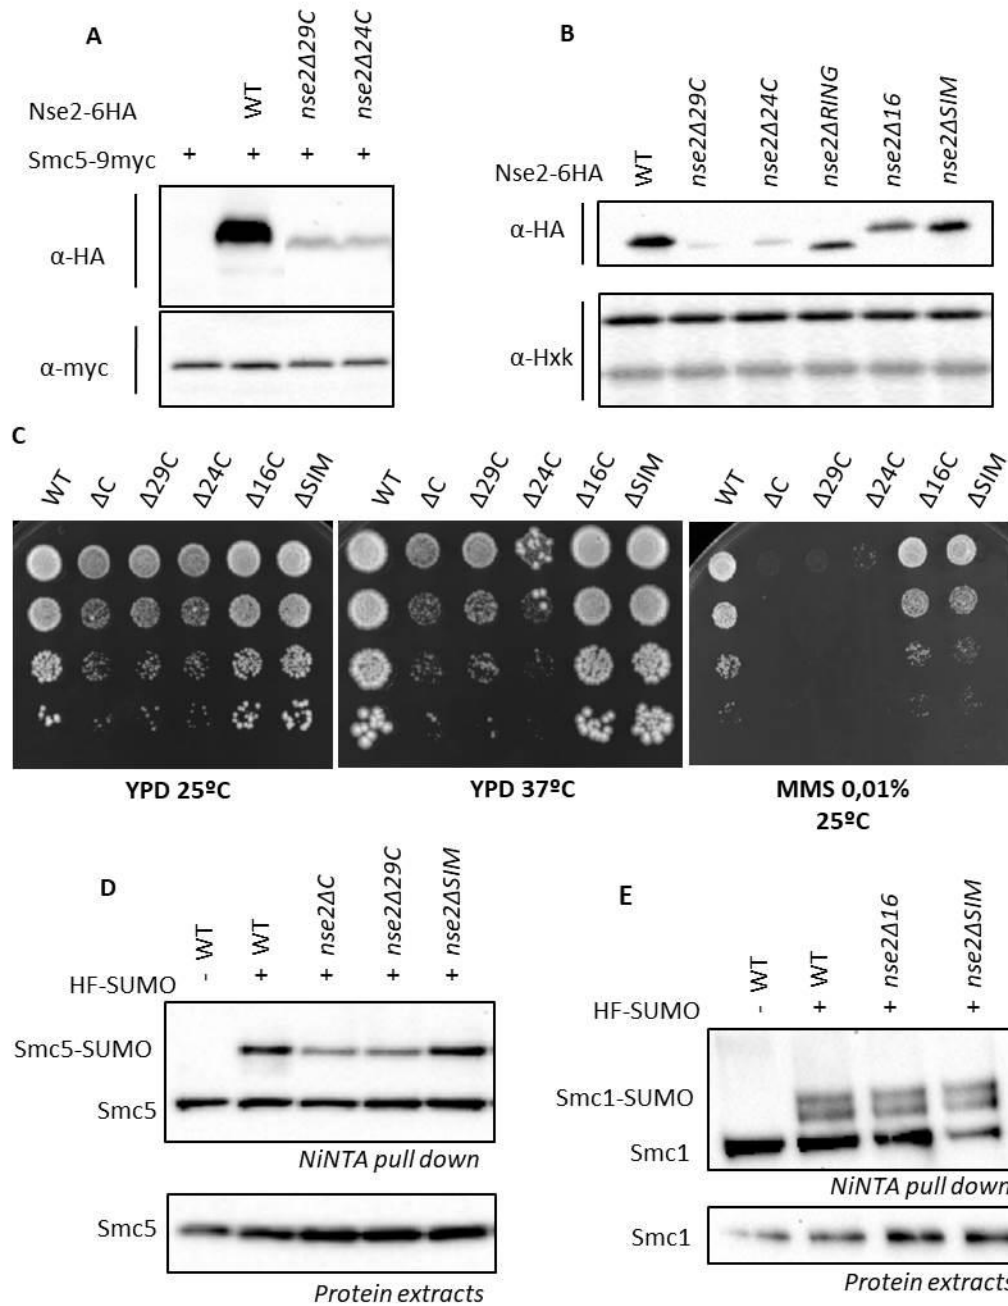 A
Nse2-6HA
WT
nse2Δ29C
nse2Δ24C
Smc5-9myc
+ + + +
α-HA
α-myc
B
Nse2-6HA
WT
nse2Δ29C
nse2Δ24C
nse2ΔRING
nse2Δ16
nse2ΔSIM
α-HA
α-Hxk
C
WT ΔC Δ29C Δ24C Δ16C ΔSIM
WT ΔC Δ29C Δ24C Δ16C ΔSIM
WT ΔC Δ29C Δ24C Δ16C ΔSIM
YPD 25ºC
YPD 37ºC
MMS 0,01%
25ºC
D
WT
WT
nse2ΔC
nse2Δ29C
nse2ΔSIM
HF-SUMO
- + + + +
Smc5-SUMO
Smc5
NiNTA pull down
Smc5
Protein extracts
E
WT
WT
nse2Δ16
nse2ΔSIM
HF-SUMO
- + + +
Smc1-SUMO
Smc1
NiNTA pull down
Smc1
Protein extracts